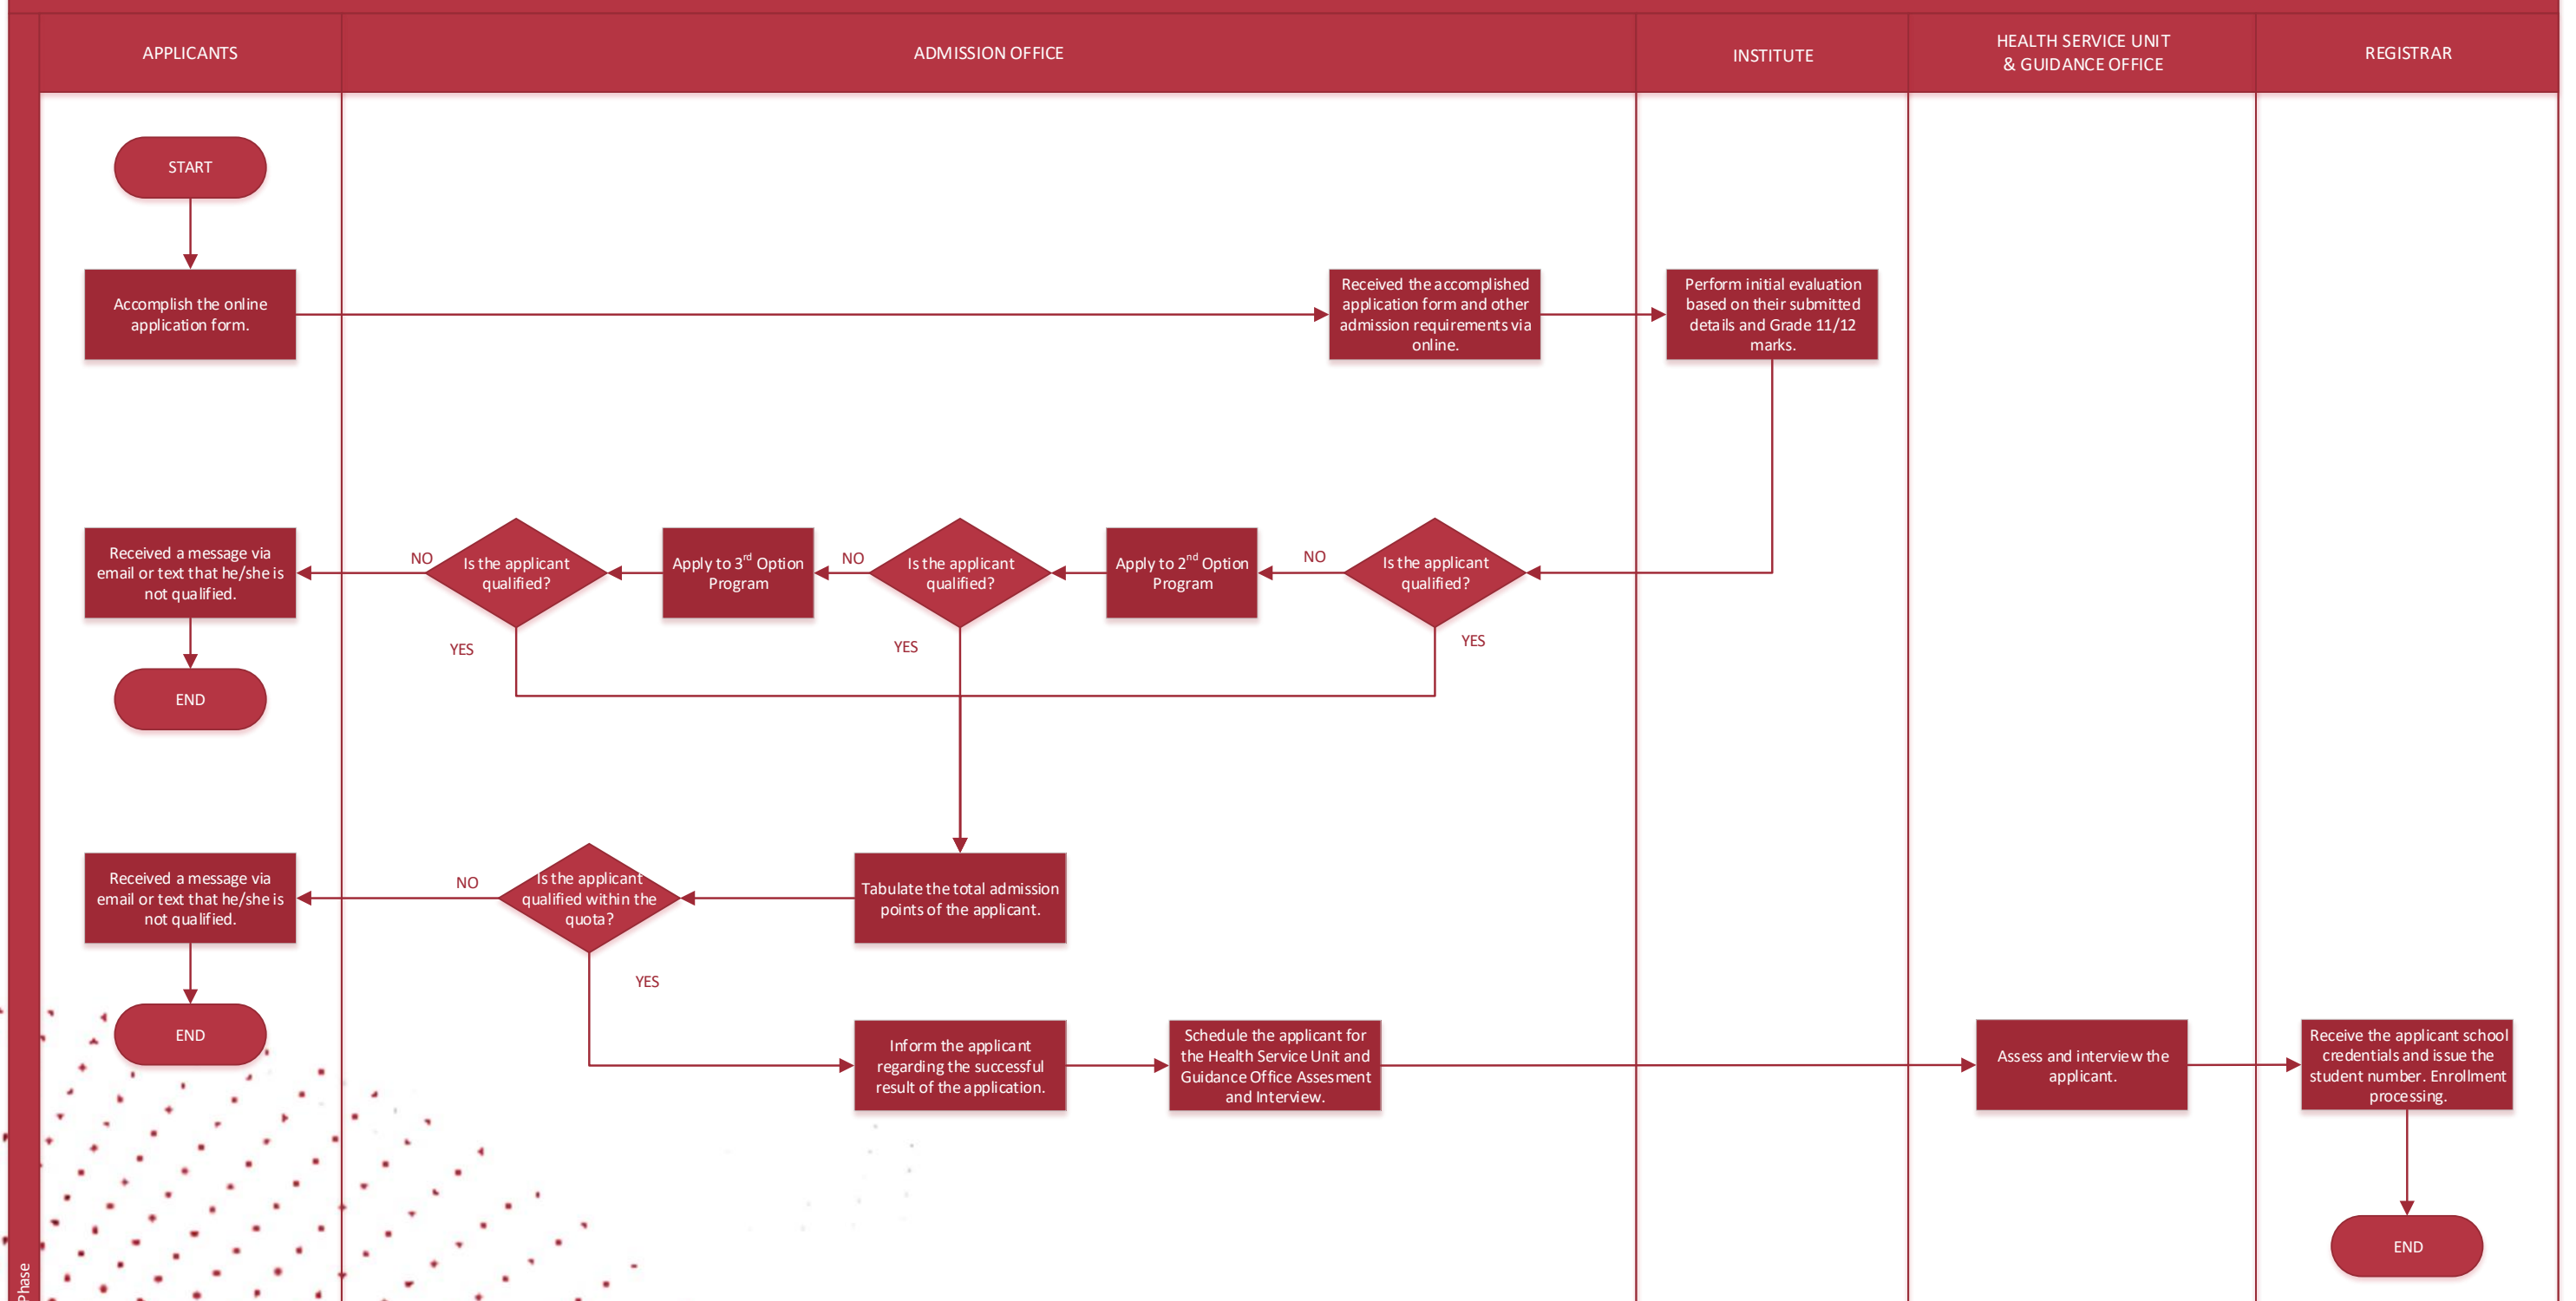 APPLICANTS
ADMISSION OFFICE
INSTITUTE
HEALTH SERVICE UNIT
& GUIDANCE OFFICE
REGISTRAR
START
Accomplish the online
application form.
Received the accomplished
application form and other
admission requirements via
online.
Perform initial evaluation
based on their submitted
details and Grade 11/12
marks.
Received a message via
email or text that he/she is
not qualified.
NO
Is the applicant
qualified?
Apply to 3rd Option
Program
NO
Is the applicant
qualified?
Apply to 2nd Option
Program
NO
Is the applicant
qualified?
YES
YES
YES
END
Received a message via
email or text that he/she is
not qualified.
NO
Is the applicant
qualified within the
quota?
Tabulate the total admission
points of the applicant.
YES
END
Inform the applicant
regarding the successful
result of the application.
Schedule the applicant for
the Health Service Unit and
Guidance Office Assesment
and Interview.
Assess and interview the
applicant.
Receive the applicant school
credentials and issue the
student number. Enrollment
processing.
END
Phase